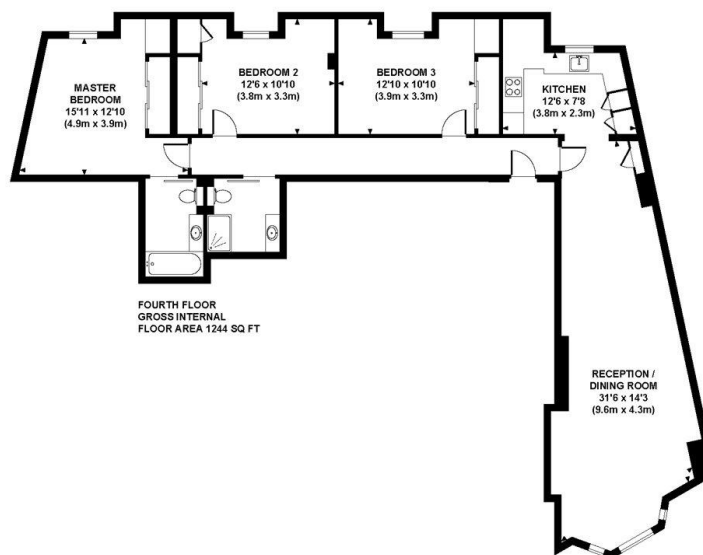 MASTER
BEDROOM
15'11 x 12'10
(4.9m x 3.9m)
BEDROOM 2
12'6 x 10'10
(3.8m x 3.3m)
BEDROOM 3
12'10 x 10'10
(3.9m x 3.3m)
KITCHEN
12'6 x 7'8
(3.8m x 2.3m)
FOURTH FLOOR
GROSS INTERNAL
FLOOR AREA 1244 SQ FT
RECEPTION /
DINING ROOM
31'6 x 14'3
(9.6m x 4.3m)